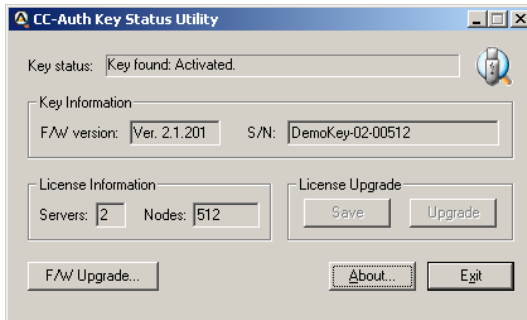 CC-Auth Key Status Utility
Key status: Key found: Activated.
Key Information
F/W version: Ver. 2.1.201 S/N: DemoKey-02-00512
License Information License Upgrade
Servers: 2 Nodes: 512 Save Upgrade
F/W Upgrade... About... Exit